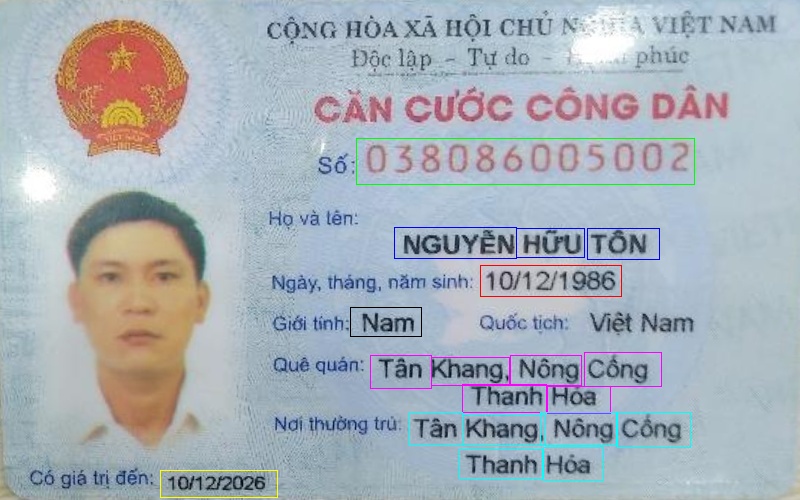 CỘNG HÒA XÃ HỘI CHỦ NGHĨA VIỆT NAM
Độc lập - Tự do - phúc
CĂN CƯỚC CÔNG DÂN
Số: 038086005002
Họ và tên:
NGUYỄN HỮU TÔN
Ngày, tháng, năm sinh: 10/12/1986
Giới tính: Nam Quốc tịch: Việt Nam
Quê quán: Tân Khang, Nông Cống
Thanh Hóa
Nơi thường trú: Tân Khang, Nông Cống
Thanh Hóa
Có giá trị đến: 10/12/2026